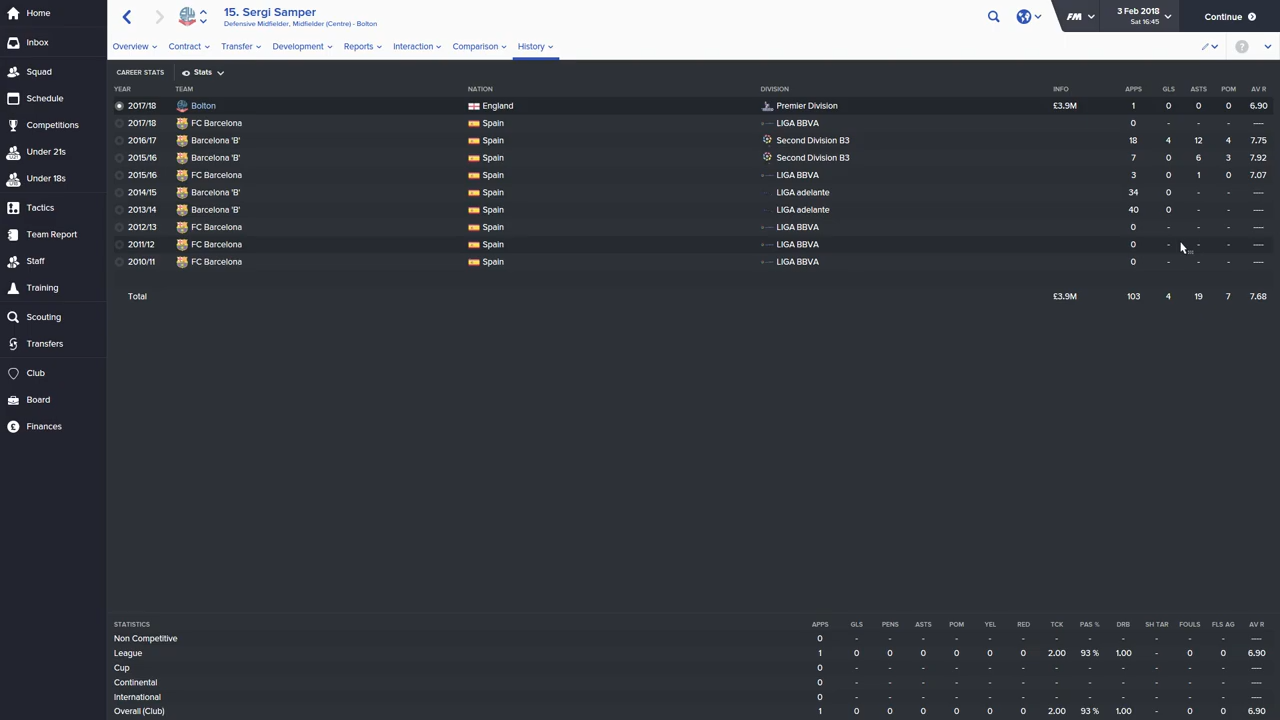 Home
Inbox
Squad
Schedule
Competitions
Under 21s
Under 18s
Tactics
Team Report
Staff
Training
Scouting
Transfers
Club
Board
Finances
15. Sergi Samper
Defensive Midfielder, Midfielder (Centre) - Bolton
FM
3 Feb 2018
Sat 16:45
Continue
Overview Contract Transfer Development Reports Interaction Comparison History ?
CAREER STATS Stats
YEAR TEAM NATION DIVISION INFO APPS GLS ASTS POM AV R
2017/18 Bolton England Premier Division £3.9M 1 0 0 0 6.90
2017/18 FC Barcelona Spain LIGA BBVA 0 - - - ----
2016/17 Barcelona 'B' Spain Second Division B3 18 4 12 4 7.75
2015/16 Barcelona 'B' Spain Second Division B3 7 0 6 3 7.92
2015/16 FC Barcelona Spain LIGA BBVA 3 0 1 0 7.07
2014/15 Barcelona 'B' Spain LIGA adelante 34 0 - - ----
2013/14 Barcelona 'B' Spain LIGA adelante 40 0 - - ----
2012/13 FC Barcelona Spain LIGA BBVA 0 - - - ----
2011/12 FC Barcelona Spain LIGA BBVA 0 - - - ----
2010/11 FC Barcelona Spain LIGA BBVA 0 - - - ----
Total £3.9M 103 4 19 7 7.68
STATISTICS APPS GLS PENS ASTS POM YEL RED TCK PAS % DRB SH TAR FOULS FLS AG AV R
Non Competitive 0 - - - - - - - - - - - - ----
League 1 0 0 0 0 0 0 2.00 93 % 1.00 - 0 0 6.90
Cup 0 - - - - - - - - - - - - ----
Continental 0 - - - - - - - - - - - - ----
International 0 - - - - - - - - - - - - ----
Overall (Club) 1 0 0 0 0 0 0 2.00 93 % 1.00 - 0 0 6.90